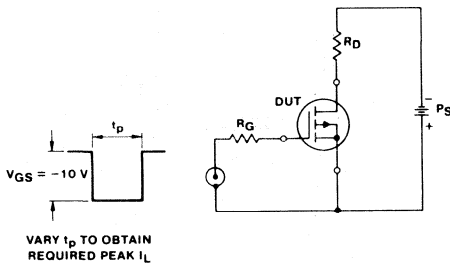 RD
DUT
−
PS
+
RG
tp
VGS = −10 V
VARY tp TO OBTAIN
REQUIRED PEAK IL